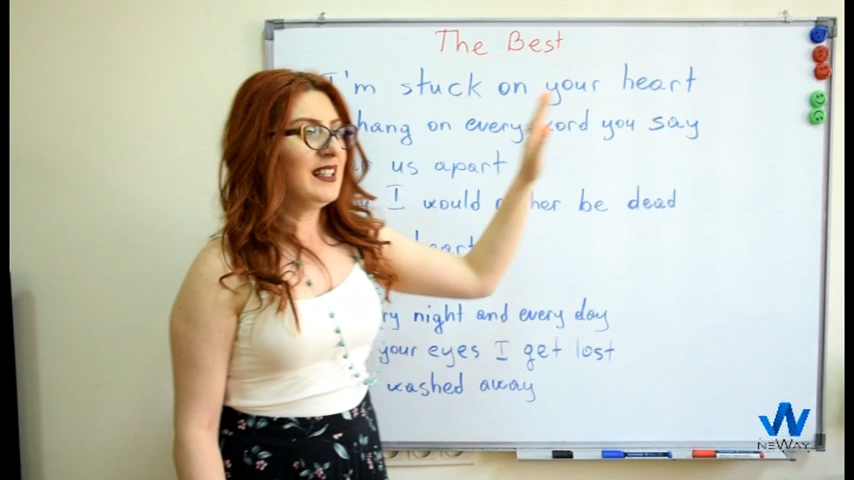 The Best
I'm stuck on your heart
hang on every word you say
us apart
I would rather be dead
heart
night and every day
your eyes I get lost
washed away
NEWAY